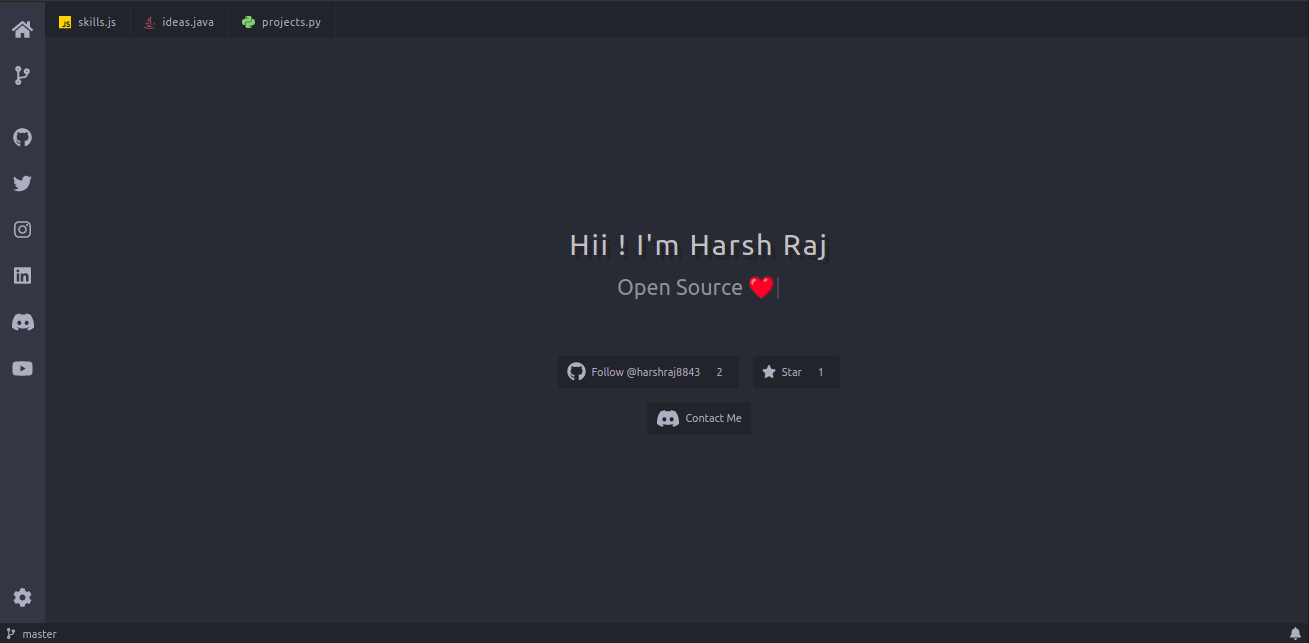 JS skills.js ideas.java projects.py
Hii ! I'm Harsh Raj
Open Source ❤️|
Follow @harshraj8843 2 Star 1
Contact Me
in
master